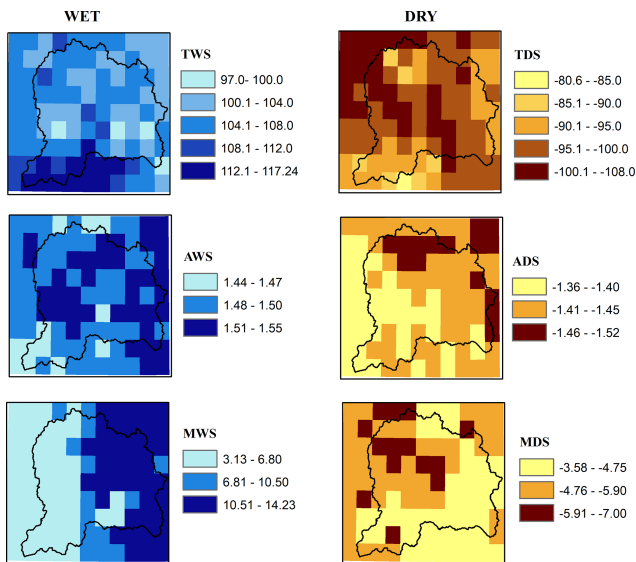 WET
DRY
TWS
97.0- 100.0
100.1 - 104.0
104.1 - 108.0
108.1 - 112.0
112.1 - 117.24
TDS
-80.6 - -85.0
-85.1 - -90.0
-90.1 - -95.0
-95.1 - -100.0
-100.1 - -108.0
AWS
1.44 - 1.47
1.48 - 1.50
1.51 - 1.55
ADS
-1.36 - -1.40
-1.41 - -1.45
-1.46 - -1.52
MWS
3.13 - 6.80
6.81 - 10.50
10.51 - 14.23
MDS
-3.58 - -4.75
-4.76 - -5.90
-5.91 - -7.00